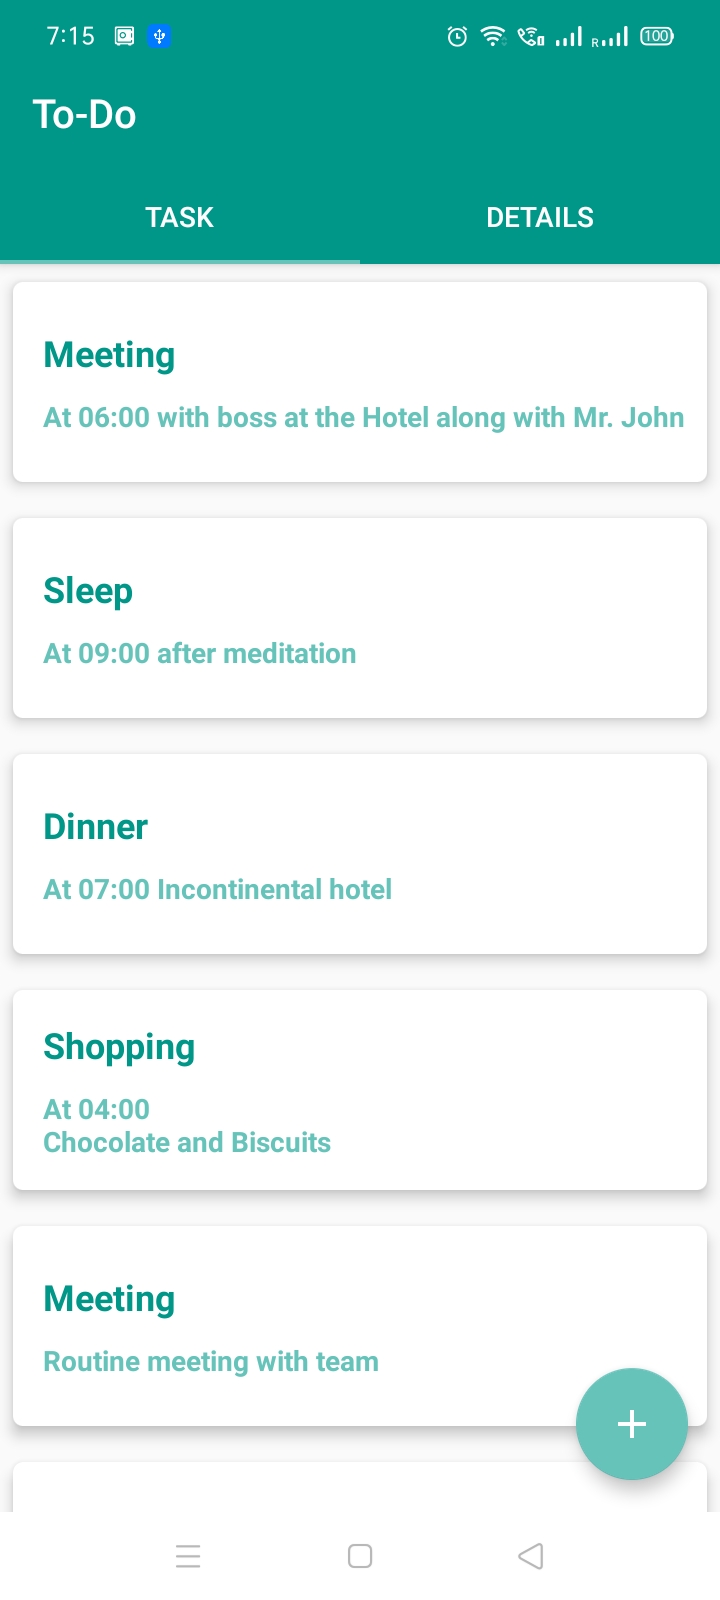 7:15
R
100
To-Do
TASK
DETAILS
Meeting
At 06:00 with boss at the Hotel along with Mr. John
Sleep
At 09:00 after meditation
Dinner
At 07:00 Incontinental hotel
Shopping
At 04:00
Chocolate and Biscuits
Meeting
Routine meeting with team
+